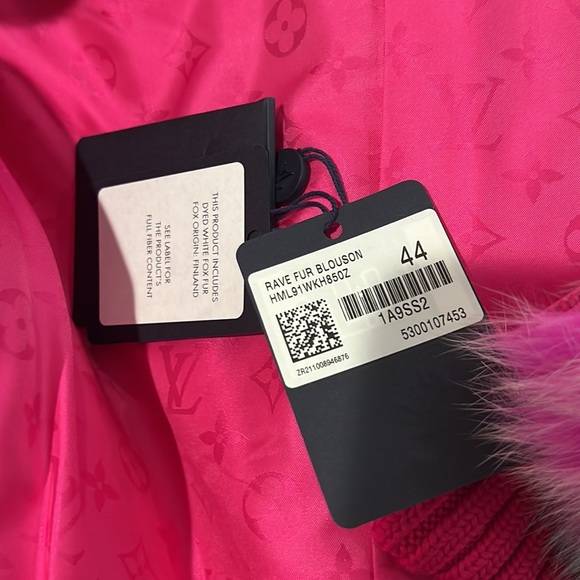 THIS PRODUCT INCLUDES
DYED WHITE FOX FUR
FOX ORIGIN: FINLAND
SEE LABEL FOR
THE PRODUCT'S
FULL FIBER CONTENT
RAVE FUR BLOUSON
HML91WKH850Z
44
1A9SS2
5300107453
ZR211008946876